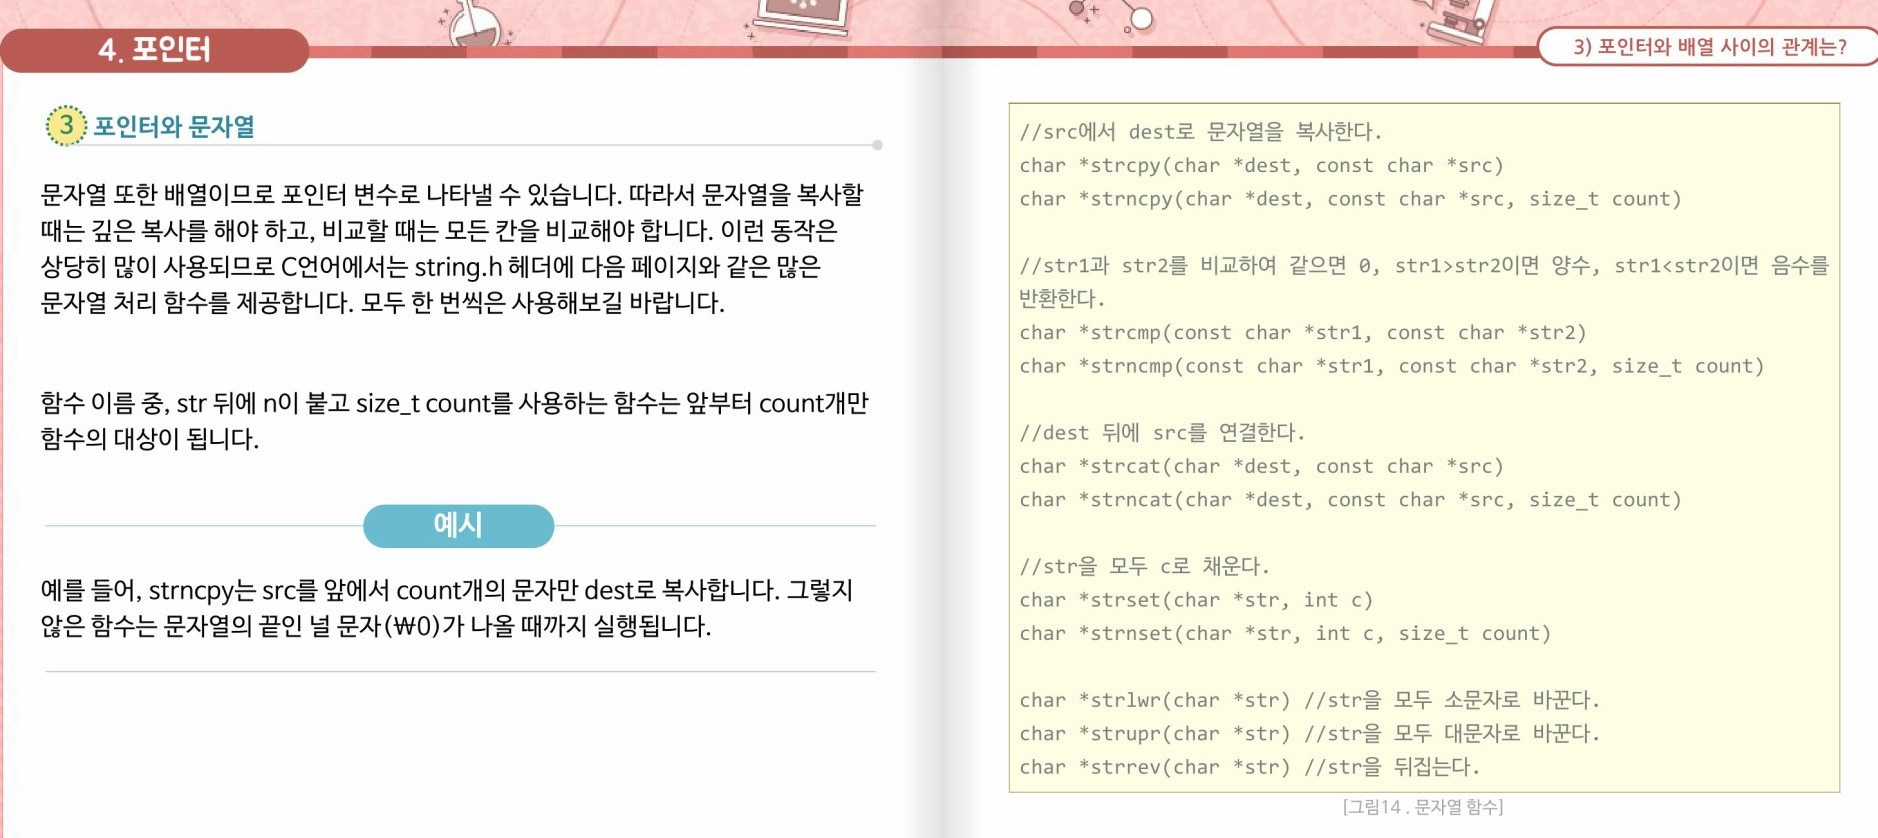 4. 포인터
3 포인터와 문자열
문자열 또한 배열이므로 포인터 변수로 나타낼 수 있습니다. 따라서 문자열을 복사할
때는 깊은 복사를 해야 하고, 비교할 때는 모든 칸을 비교해야 합니다. 이런 동작은
상당히 많이 사용되므로 C언어에서는 string.h 헤더에 다음 페이지와 같은 많은
문자열 처리 함수를 제공합니다. 모두 한 번씩은 사용해보길 바랍니다.
함수 이름 중, str 뒤에 n이 붙고 size_t count를 사용하는 함수는 앞부터 count개만
함수의 대상이 됩니다.
예시
예를 들어, strncpy는 src를 앞에서 count개의 문자만 dest로 복사합니다. 그렇지
않은 함수는 문자열의 끝인 널 문자(₩0)가 나올 때까지 실행됩니다.
3) 포인터와 배열 사이의 관계는?
//src에서 dest로 문자열을 복사한다.
char *strcpy(char *dest, const char *src)
char *strncpy(char *dest, const char *src, size_t count)
//str1과 str2를 비교하여 같으면 0, str1>str2이면 양수, str1<str2이면 음수를
반환한다.
char *strcmp(const char *str1, const char *str2)
char *strncmp(const char *str1, const char *str2, size_t count)
//dest 뒤에 src를 연결한다.
char *strcat(char *dest, const char *src)
char *strncat(char *dest, const char *src, size_t count)
//str을 모두 c로 채운다.
char *strset(char *str, int c)
char *strnset(char *str, int c, size_t count)
char *strlwr(char *str) //str을 모두 소문자로 바꾼다.
char *strupr(char *str) //str을 모두 대문자로 바꾼다.
char *strrev(char *str) //str을 뒤집는다.
[그림14 . 문자열 함수]